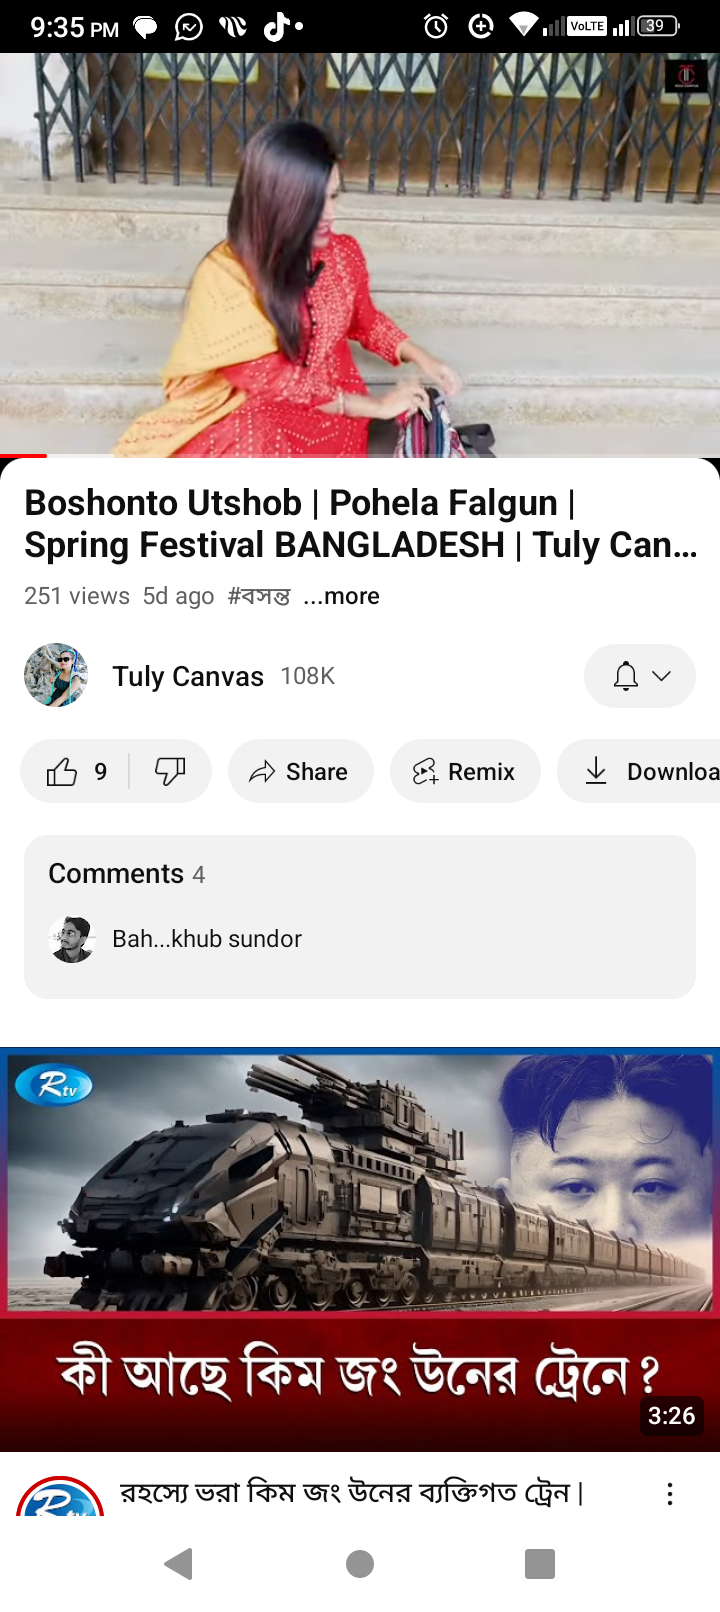 9:35 PM
VoLTE
39
Boshonto Utshob | Pohela Falgun |
Spring Festival BANGLADESH | Tuly Can...
251 views 5d ago #বসন্ত ...more
Tuly Canvas 108K
9
Share
Remix
Downloa
Comments 4
Bah...khub sundor
Rtv
কী আছে কিম জং উনের ট্রেনে ?
3:26
রহস্যে ভরা কিম জং উনের ব্যক্তিগত ট্রেন |
Rtv